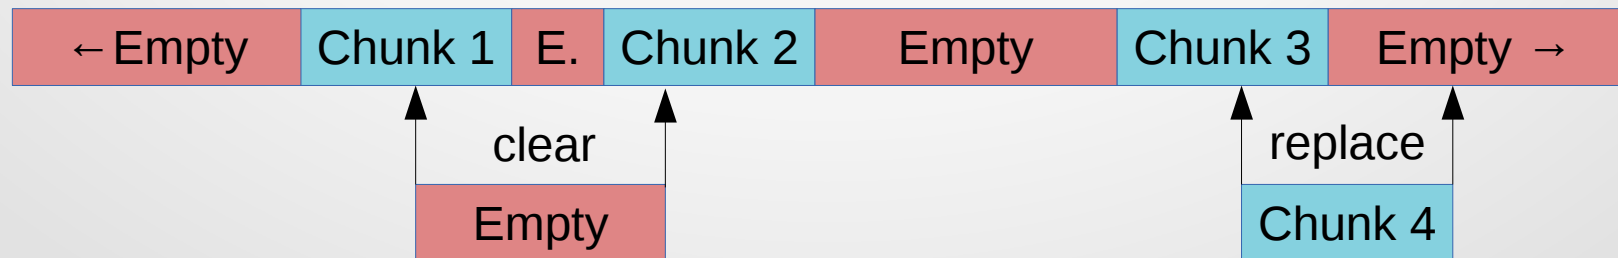 ←Empty Chunk 1 E. Chunk 2 Empty Chunk 3 Empty →
clear replace
Empty Chunk 4